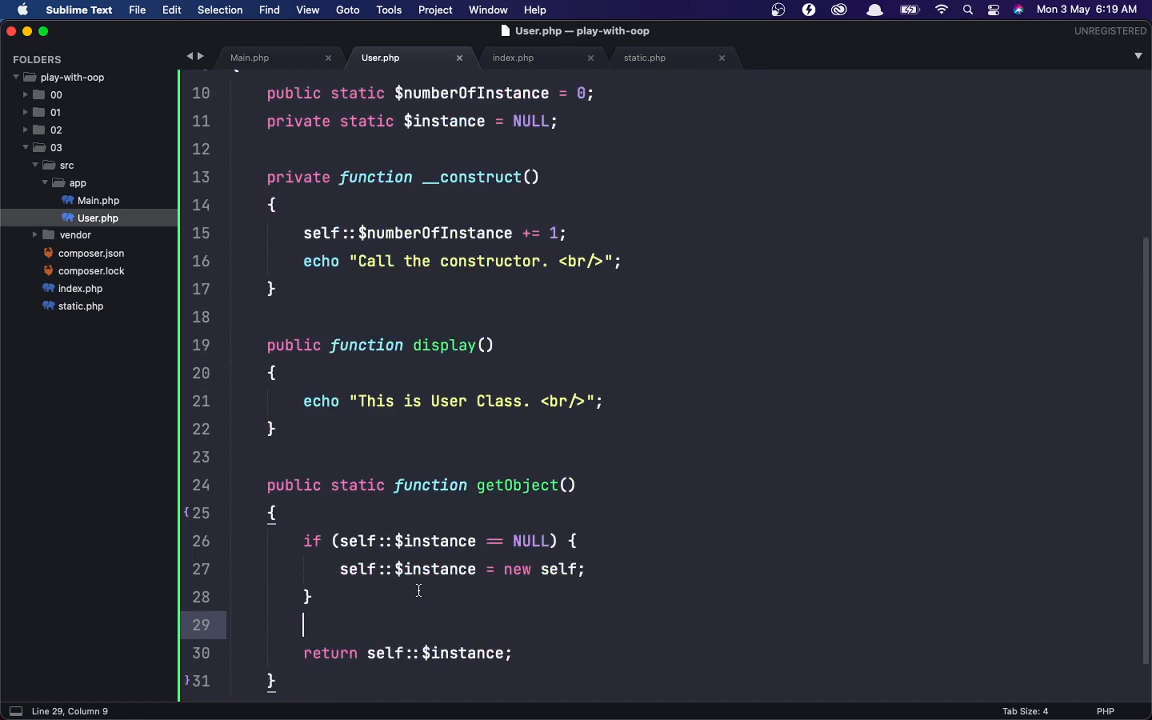 Sublime Text File Edit Selection Find View Goto Tools Project Window Help Mon 3 May 6:19 AM
User.php — play-with-oop UNREGISTERED
FOLDERS
play-with-oop
00
01
02
03
src
app
Main.php
User.php
vendor
composer.json
composer.lock
index.php
static.php
Main.php × User.php × index.php × static.php ×
10 public static $numberOfInstance = 0;
11 private static $instance = NULL;
12
13 private function __construct()
14 {
15 self::$numberOfInstance += 1;
16 echo "Call the constructor. <br/>";
17 }
18
19 public function display()
20 {
21 echo "This is User Class. <br/>";
22 }
23
24 public static function getObject()
25 {
26 if (self::$instance == NULL) {
27 self::$instance = new self;
28 }
29
30 return self::$instance;
31 }
Line 29, Column 9 Tab Size: 4 PHP